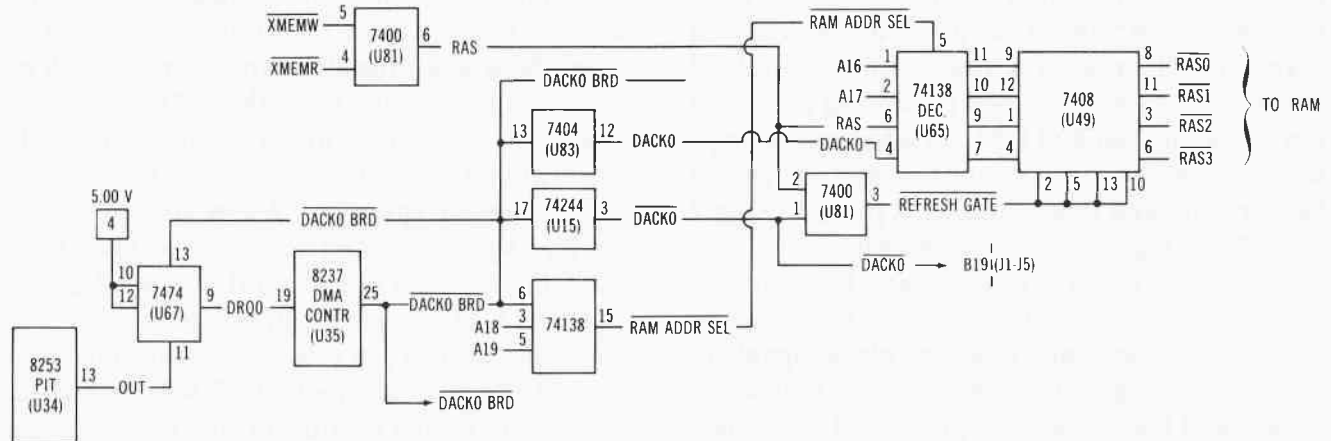 XMEMW
5
7400
(U81)
6
RAS
XMEMR
4
RAM ADDR SEL
5
A16
1
A17
2
RAS
6
DACK0
4
74138
DEC.
(U65)
11
9
10
12
9
1
7
4
7408
(U49)
8
RAS0
11
RAS1
3
RAS2
6
RAS3
TO RAM
2
5
13
10
DACK0 BRD
13
7404
(U83)
12
DACK0
17
74244
(U15)
3
DACK0
2
1
7400
(U81)
3
REFRESH GATE
DACK0
B19 (J1-J5)
5.00 V
4
DACK0 BRD
13
10
12
7474
(U67)
9
DRQ0
19
11
8237
DMA
CONTR
(U35)
25
DACK0 BRD
6
A18
3
A19
5
74138
15
RAM ADDR SEL
8253
PIT
(U34)
13
OUT
DACK0 BRD